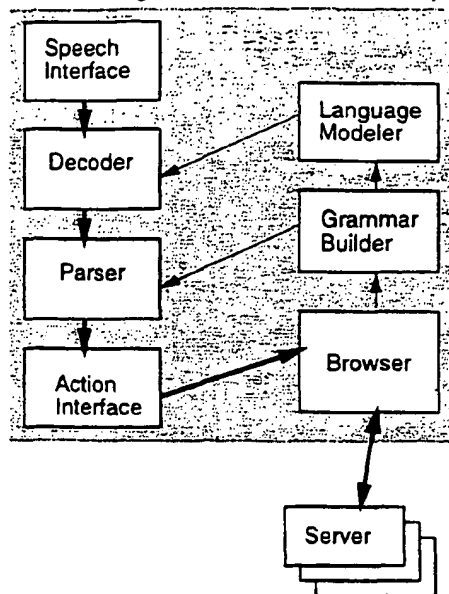 Speech
Interface
Decoder
Parser
Action
Interface
Language
Modeler
Grammar
Builder
Browser
Server